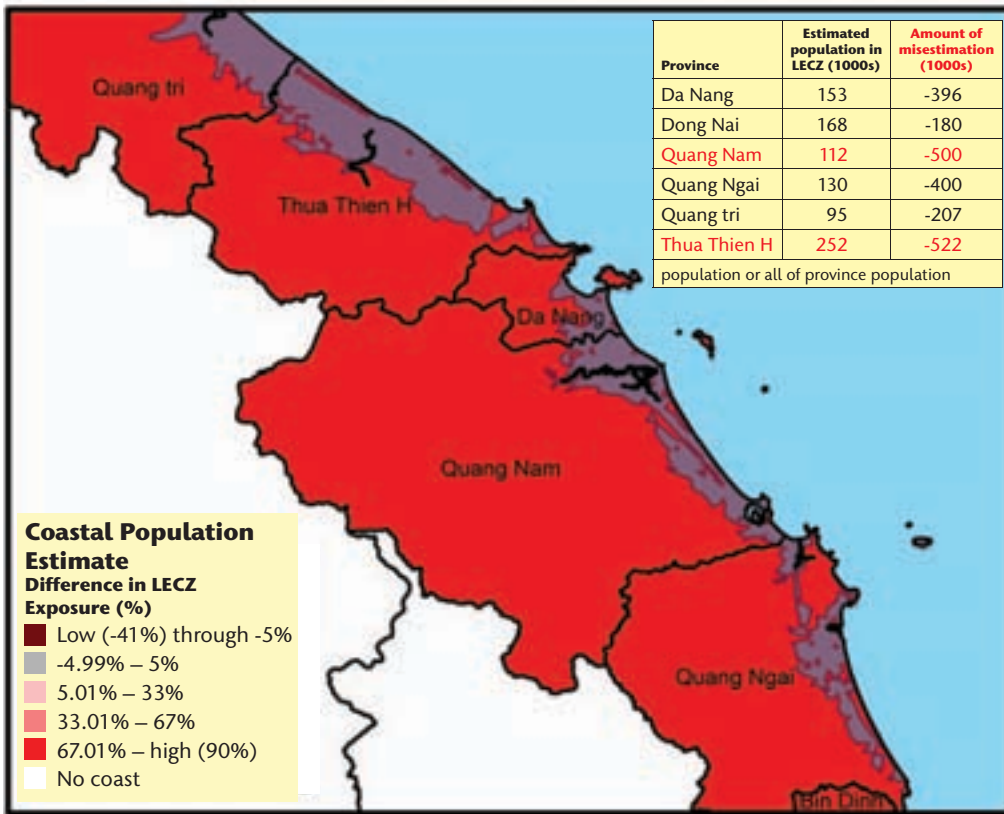 Province Estimated population in LECZ (1000s) Amount of misestimation (1000s)
Da Nang 153 -396
Dong Nai 168 -180
Quang Nam 112 -500
Quang Ngai 130 -400
Quang tri 95 -207
Thua Thien H 252 -522
population or all of province population
Quang tri
Thua Thien H
Da Nang
Quang Nam
Quang Ngai
Bin Dinh
Coastal Population
Estimate
Difference in LECZ
Exposure (%)
Low (-41%) through -5%
-4.99% – 5%
5.01% – 33%
33.01% – 67%
67.01% – high (90%)
No coast